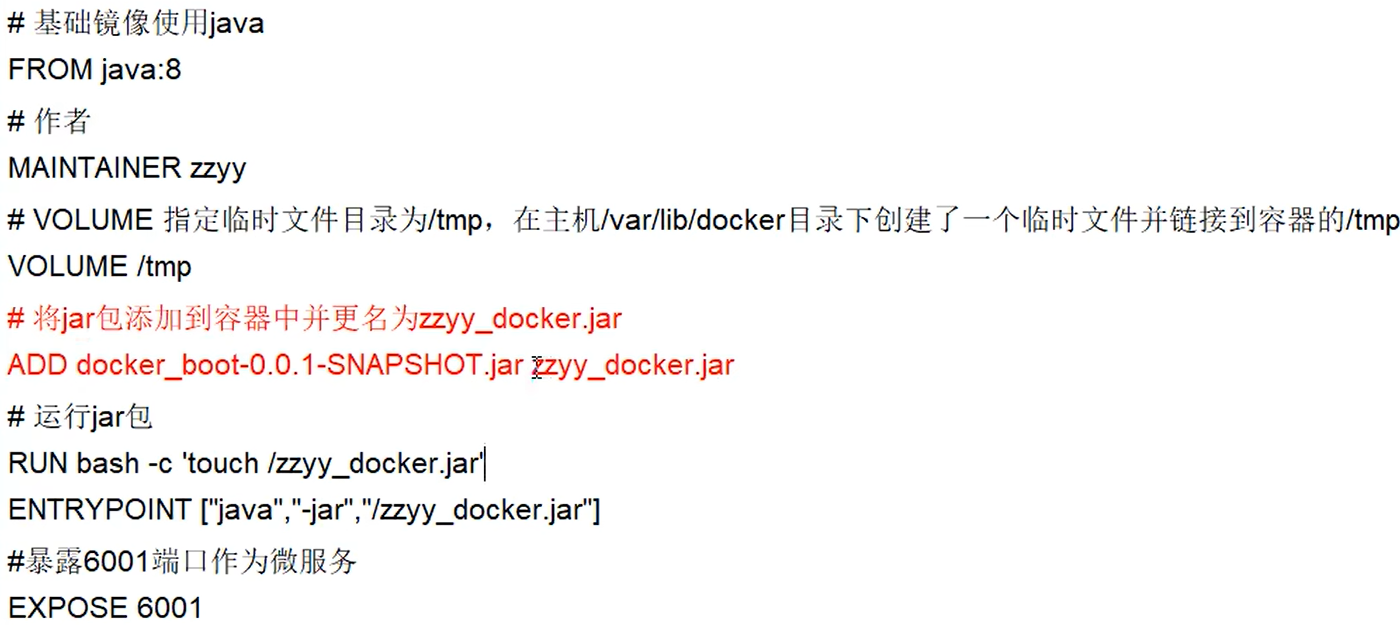 # 基础镜像使用java
FROM java:8
# 作者
MAINTAINER zzyy
# VOLUME 指定临时文件目录为/tmp，在主机/var/lib/docker目录下创建了一个临时文件并链接到容器的/tmp
VOLUME /tmp
# 将jar包添加到容器中并更名为zzyy_docker.jar
ADD docker_boot-0.0.1-SNAPSHOT.jar zzyy_docker.jar
# 运行jar包
RUN bash -c 'touch /zzyy_docker.jar'
ENTRYPOINT ["java","-jar","/zzyy_docker.jar"]
#暴露6001端口作为微服务
EXPOSE 6001